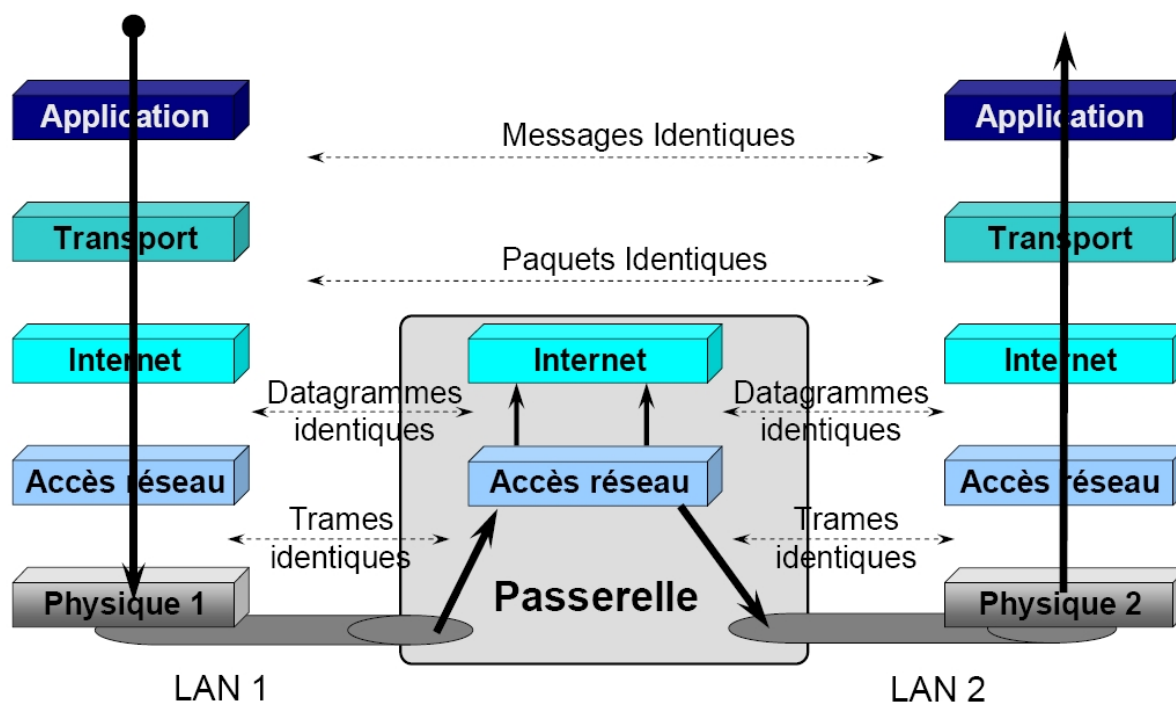 Application
Application
Messages Identiques
Transport
Transport
Paquets Identiques
Internet
Internet
Internet
Datagrammes
identiques
Datagrammes
identiques
Accès réseau
Accès réseau
Accès réseau
Trames
identiques
Trames
identiques
Passerelle
Physique 1
Physique 2
LAN 1
LAN 2